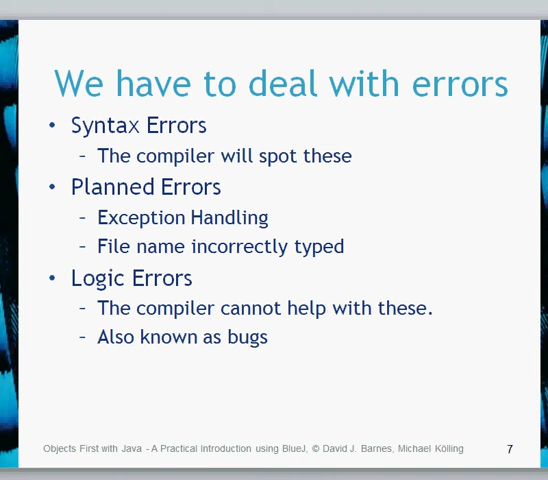 We have to deal with errors
• Syntax Errors
– The compiler will spot these
• Planned Errors
– Exception Handling
– File name incorrectly typed
• Logic Errors
– The compiler cannot help with these.
– Also known as bugs
Objects First with Java - A Practical Introduction using BlueJ, © David J. Barnes, Michael Kölling
7